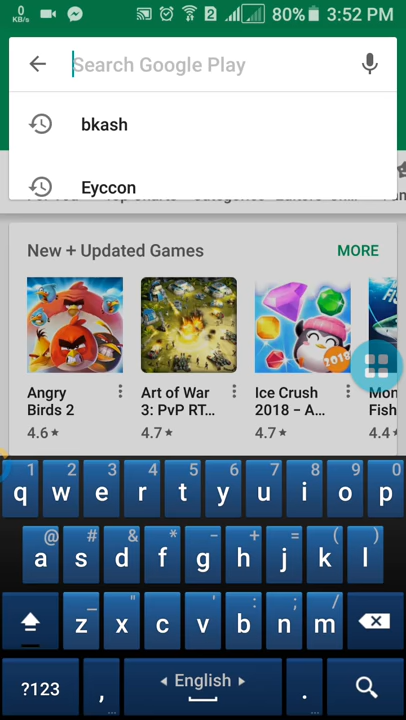 0
KB/s
2
80%
3:52 PM
Search Google Play
bkash
Eyccon
New + Updated Games
MORE
2018
Angry
Birds 2
4.6★
Art of War
3: PvP RT...
4.7★
Ice Crush
2018 – A...
4.7★
Mon
Fish
4.4
1 2 3 4 5 6 7 8 9 0
q w e r t y u i o p
@ # & * - + = ( )
a s d f g h j k l
_ " ' : ; /
z x c v b n m
?123 , ... English . ...